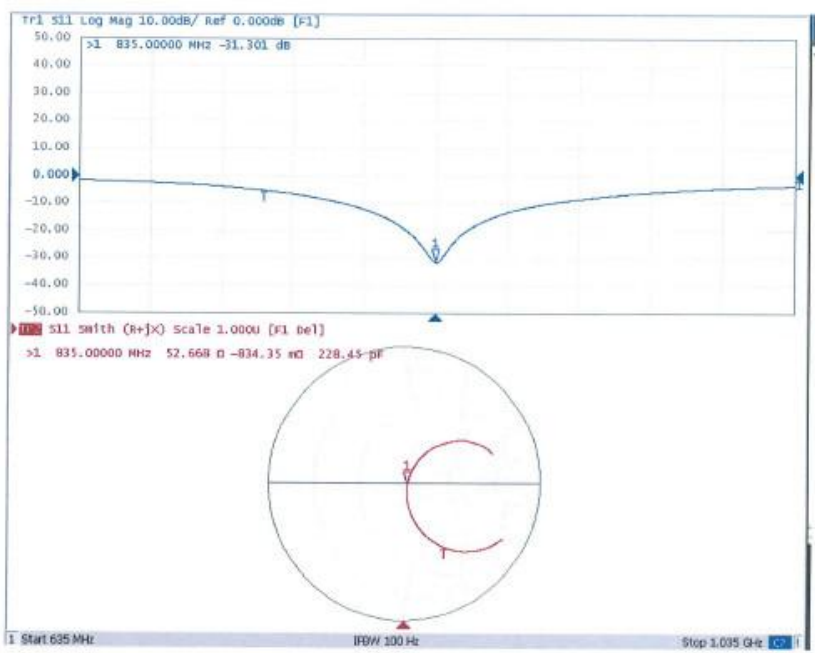 Tr1 S11 Log Mag 10.00dB/ Ref 0.000dB [F1]
50.00
>1 835.00000 MHz -31.301 dB
40.00
30.00
20.00
10.00
0.000
-10.00
-20.00
1
-30.00
-40.00
-50.00
Tr2 S11 Smith (R+jX) Scale 1.000U [F1 Del]
>1 835.00000 MHz 52.668 Ω -834.35 mΩ 228.45 pF
1
1 Start 635 MHz IFBW 100 Hz Stop 1.035 GHz C?